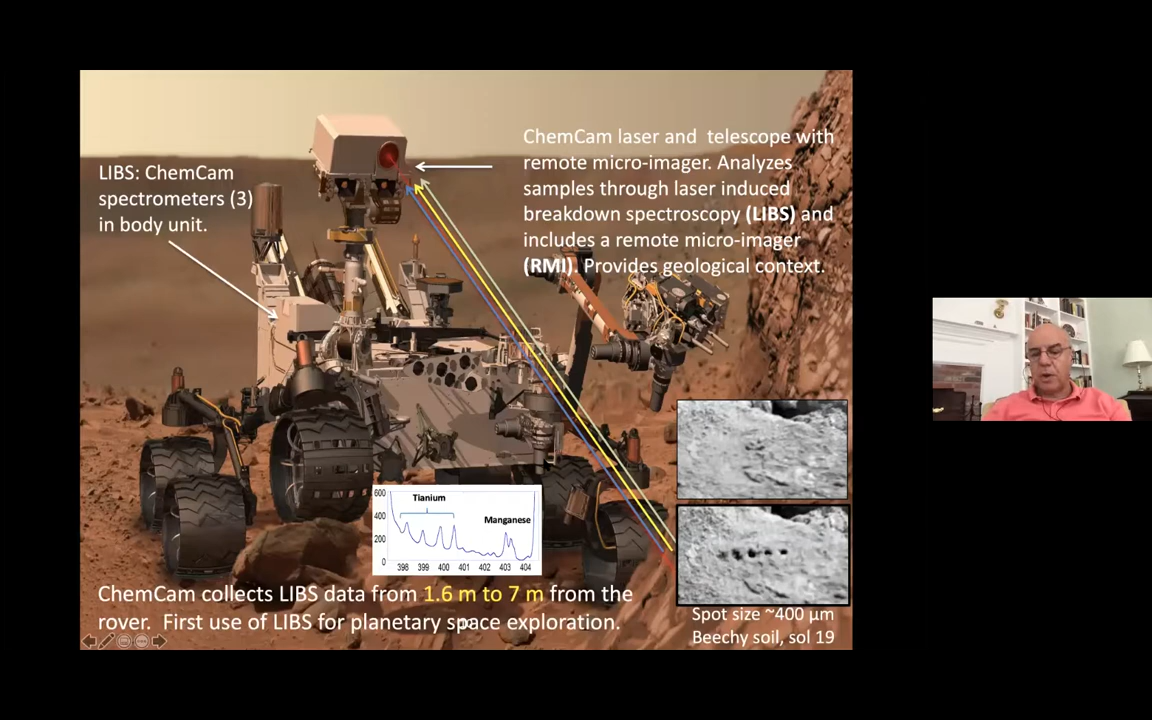 LIBS: ChemCam
spectrometers (3)
in body unit.
ChemCam laser and telescope with
remote micro-imager. Analyzes
samples through laser induced
breakdown spectroscopy (LIBS) and
includes a remote micro-imager
(RMI). Provides geological context.
600
400
200
0
Tianium
Manganese
398 399 400 401 402 403 404
ChemCam collects LIBS data from 1.6 m to 7 m from the
rover. First use of LIBS for planetary space exploration.
Spot size ~400 µm
Beechy soil, sol 19